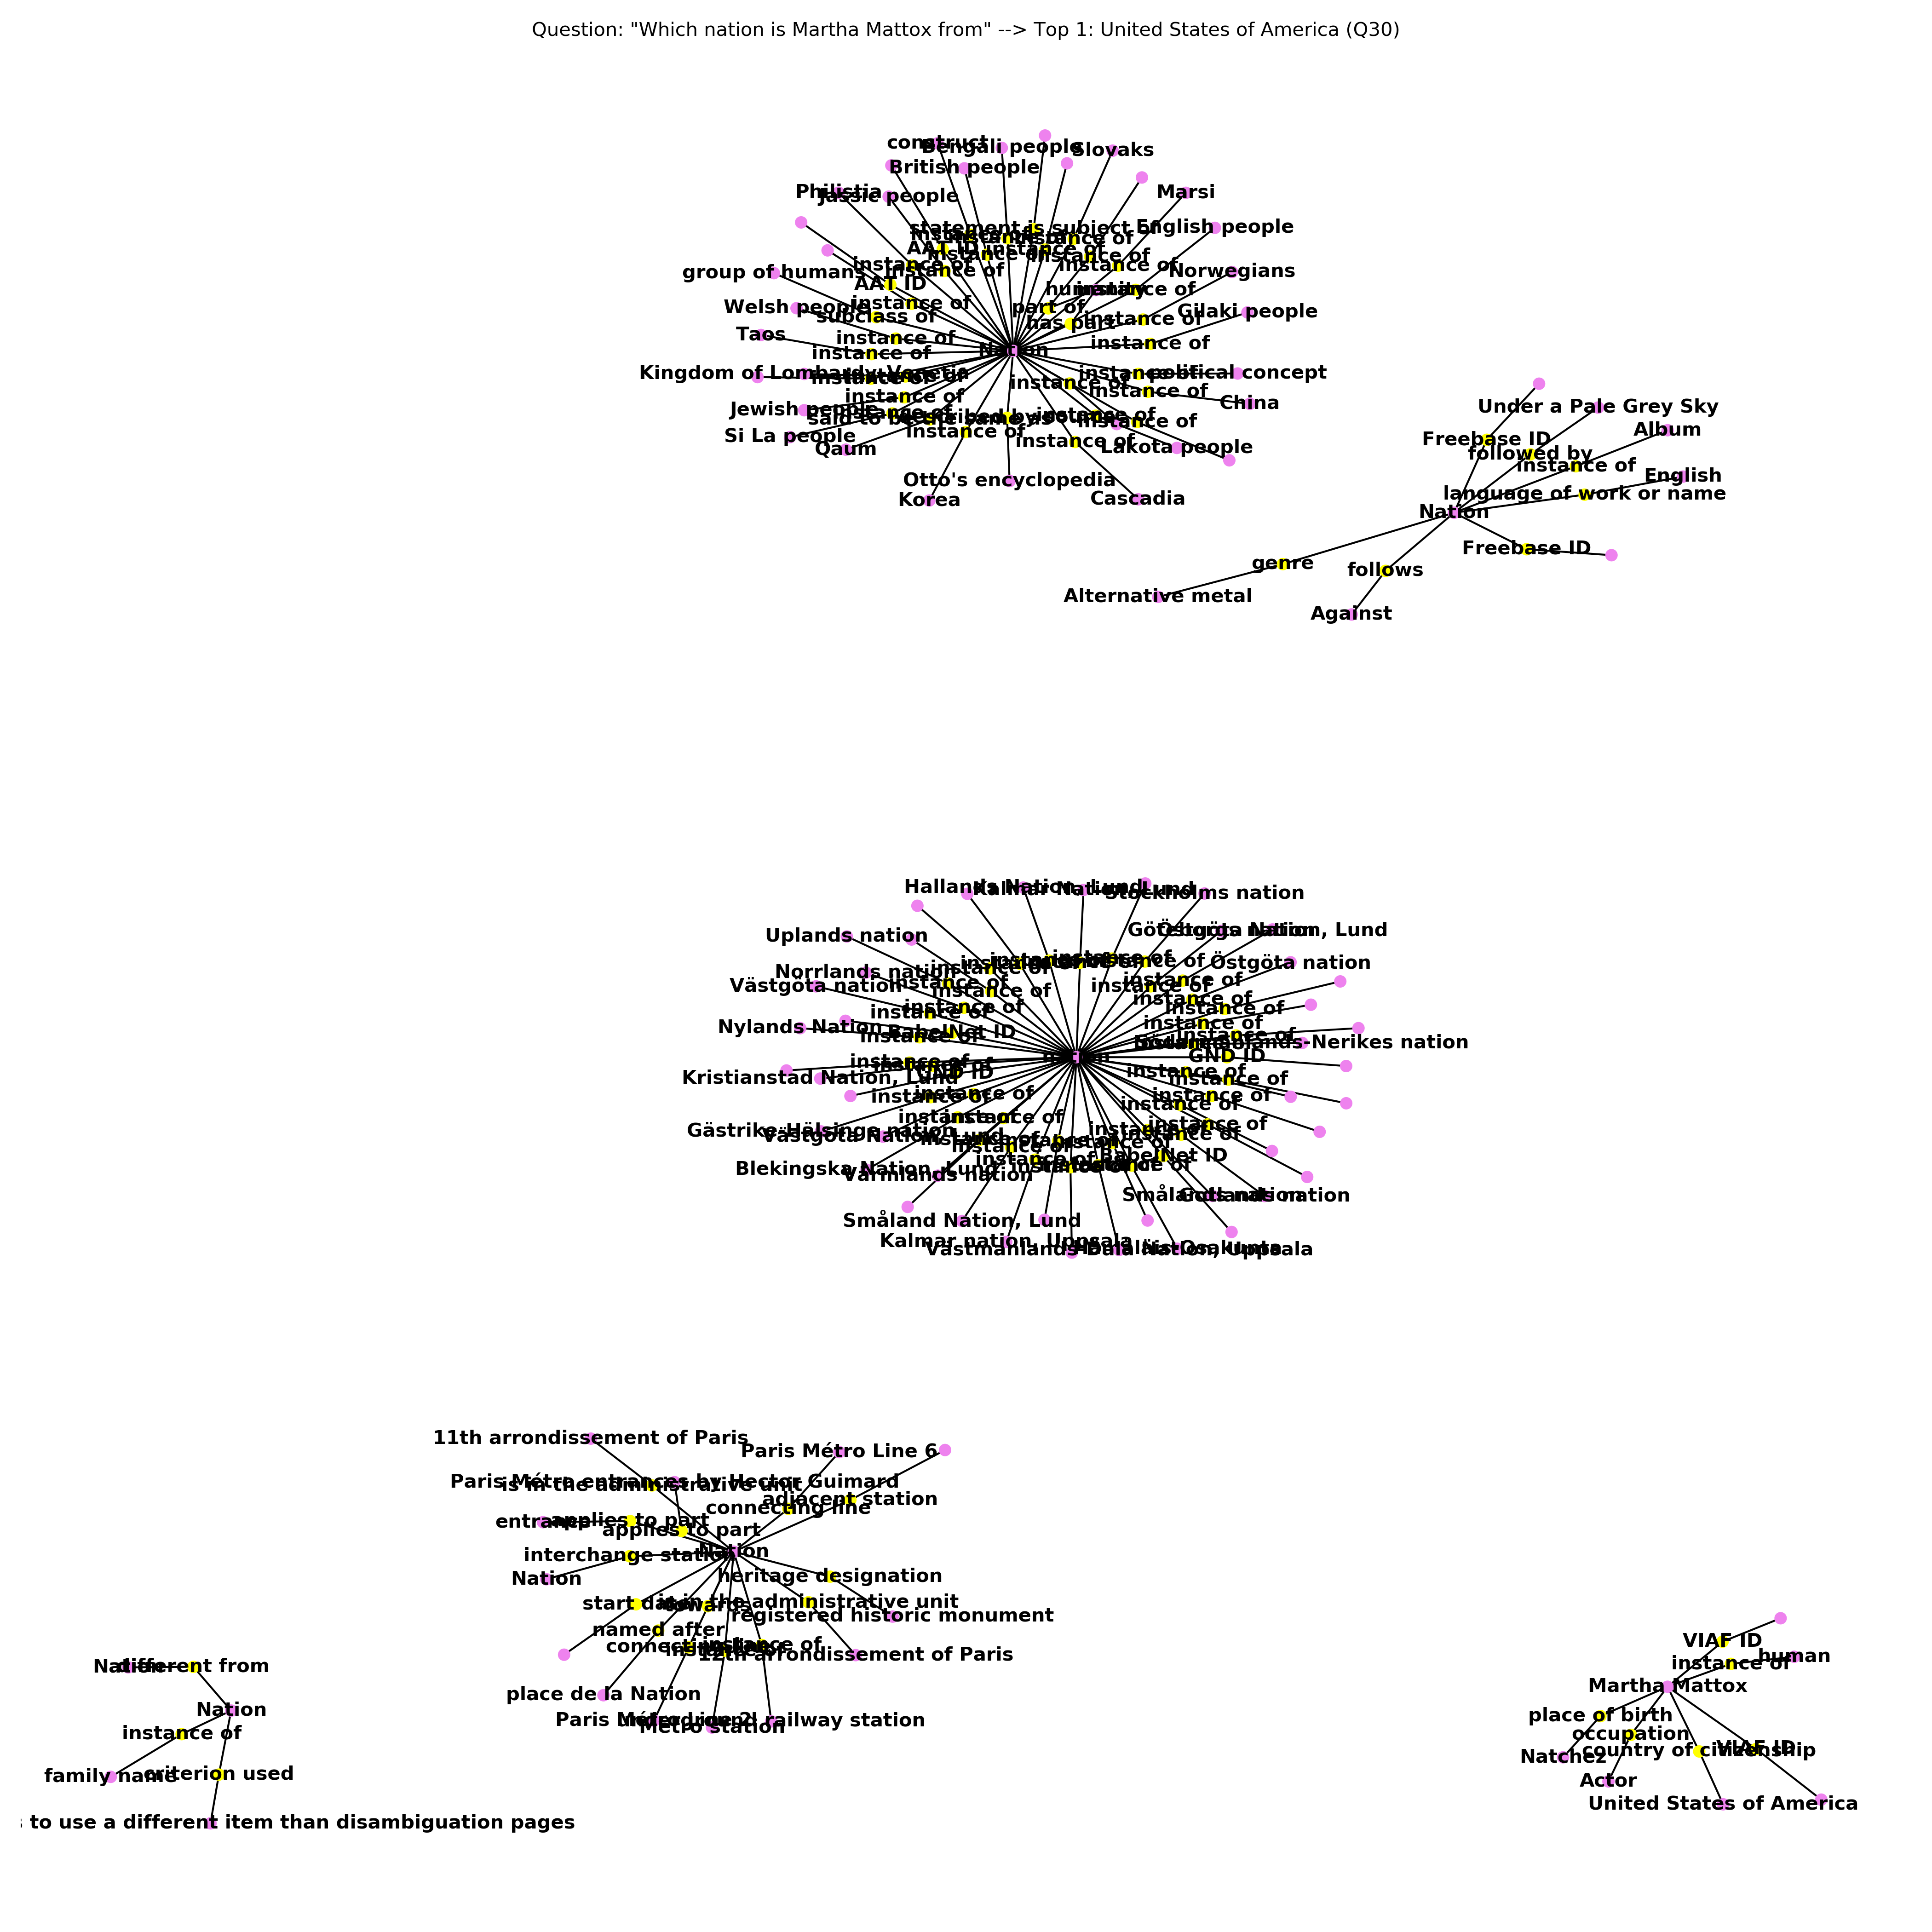 Question: "Which nation is Martha Mattox from" --> Top 1: United States of America (Q30)
construct
Bengali people
Slovaks
British people
Philistia
Jassic people
Marsi
statement is subject of
English people
instance of
instance of
AAT ID
instance of
instance of
instance of
instance of
instance of
instance of
group of humans
Norwegians
AAT ID
humanity
instance of
instance of
Welsh people
part of
subclass of
Gilaki people
has part
instance of
Taos
instance of
instance of
instance of
Nation
Kingdom of Lombardy–Venetia
instance of
political concept
instance of
instance of
instance of
instance of
China
Jewish people
instance of
said to be the same as
described by source
instance of
instance of
Si La people
instance of
instance of
Qaum
Lakota people
Otto's encyclopedia
Korea
Cascadia
Under a Pale Grey Sky
Album
Freebase ID
followed by
instance of
English
language of work or name
Nation
Freebase ID
genre
follows
Alternative metal
Against
Hallands Nation, Lund
Kalmar Nation, Lund
Stockholms nation
Göteborgs nation
Östgöta Nation, Lund
Uplands nation
Östgöta nation
instance of
instance of
instance of
instance of
Norrlands nation
instance of
instance of
Västgöta nation
instance of
instance of
instance of
instance of
instance of
instance of
instance of
Nylands Nation
BabelNet ID
instance of
instance of
Södermanlands-Nerikes nation
nation
GND ID
instance of
instance of
GND ID
instance of
instance of
Kristianstad Nation, Lund
instance of
instance of
instance of
instance of
instance of
instance of
instance of
Gästrike-Hälsinge nation
Västgöta Nation, Lund
instance of
instance of
instance of
instance of
BabelNet ID
instance of
Blekingska Nation, Lund
Värmlands nation
instance of
Smålands nation
Gotlands nation
Småland Nation, Lund
Kalmar nation, Uppsala
Västmanlands-Dala Nation, Uppsala
Hämäläis-Osakunta
11th arrondissement of Paris
Paris Métro Line 6
Paris Métro entrances by Hector Guimard
is in the administrative unit
adjacent station
connecting line
entrance
applies to part
applies to part
Nation
interchange station
Nation
heritage designation
start date
towards
is in the administrative unit
registered historic monument
named after
connecting line
instance of
instance of
12th arrondissement of Paris
place de la Nation
Paris Métro Line 2
underground railway station
Métro station
Nation
different from
Nation
instance of
family name
criterion used
to use a different item than disambiguation pages
VIAF ID
human
instance of
Martha Mattox
place of birth
occupation
country of citizenship
VIAF ID
Natchez
Actor
United States of America